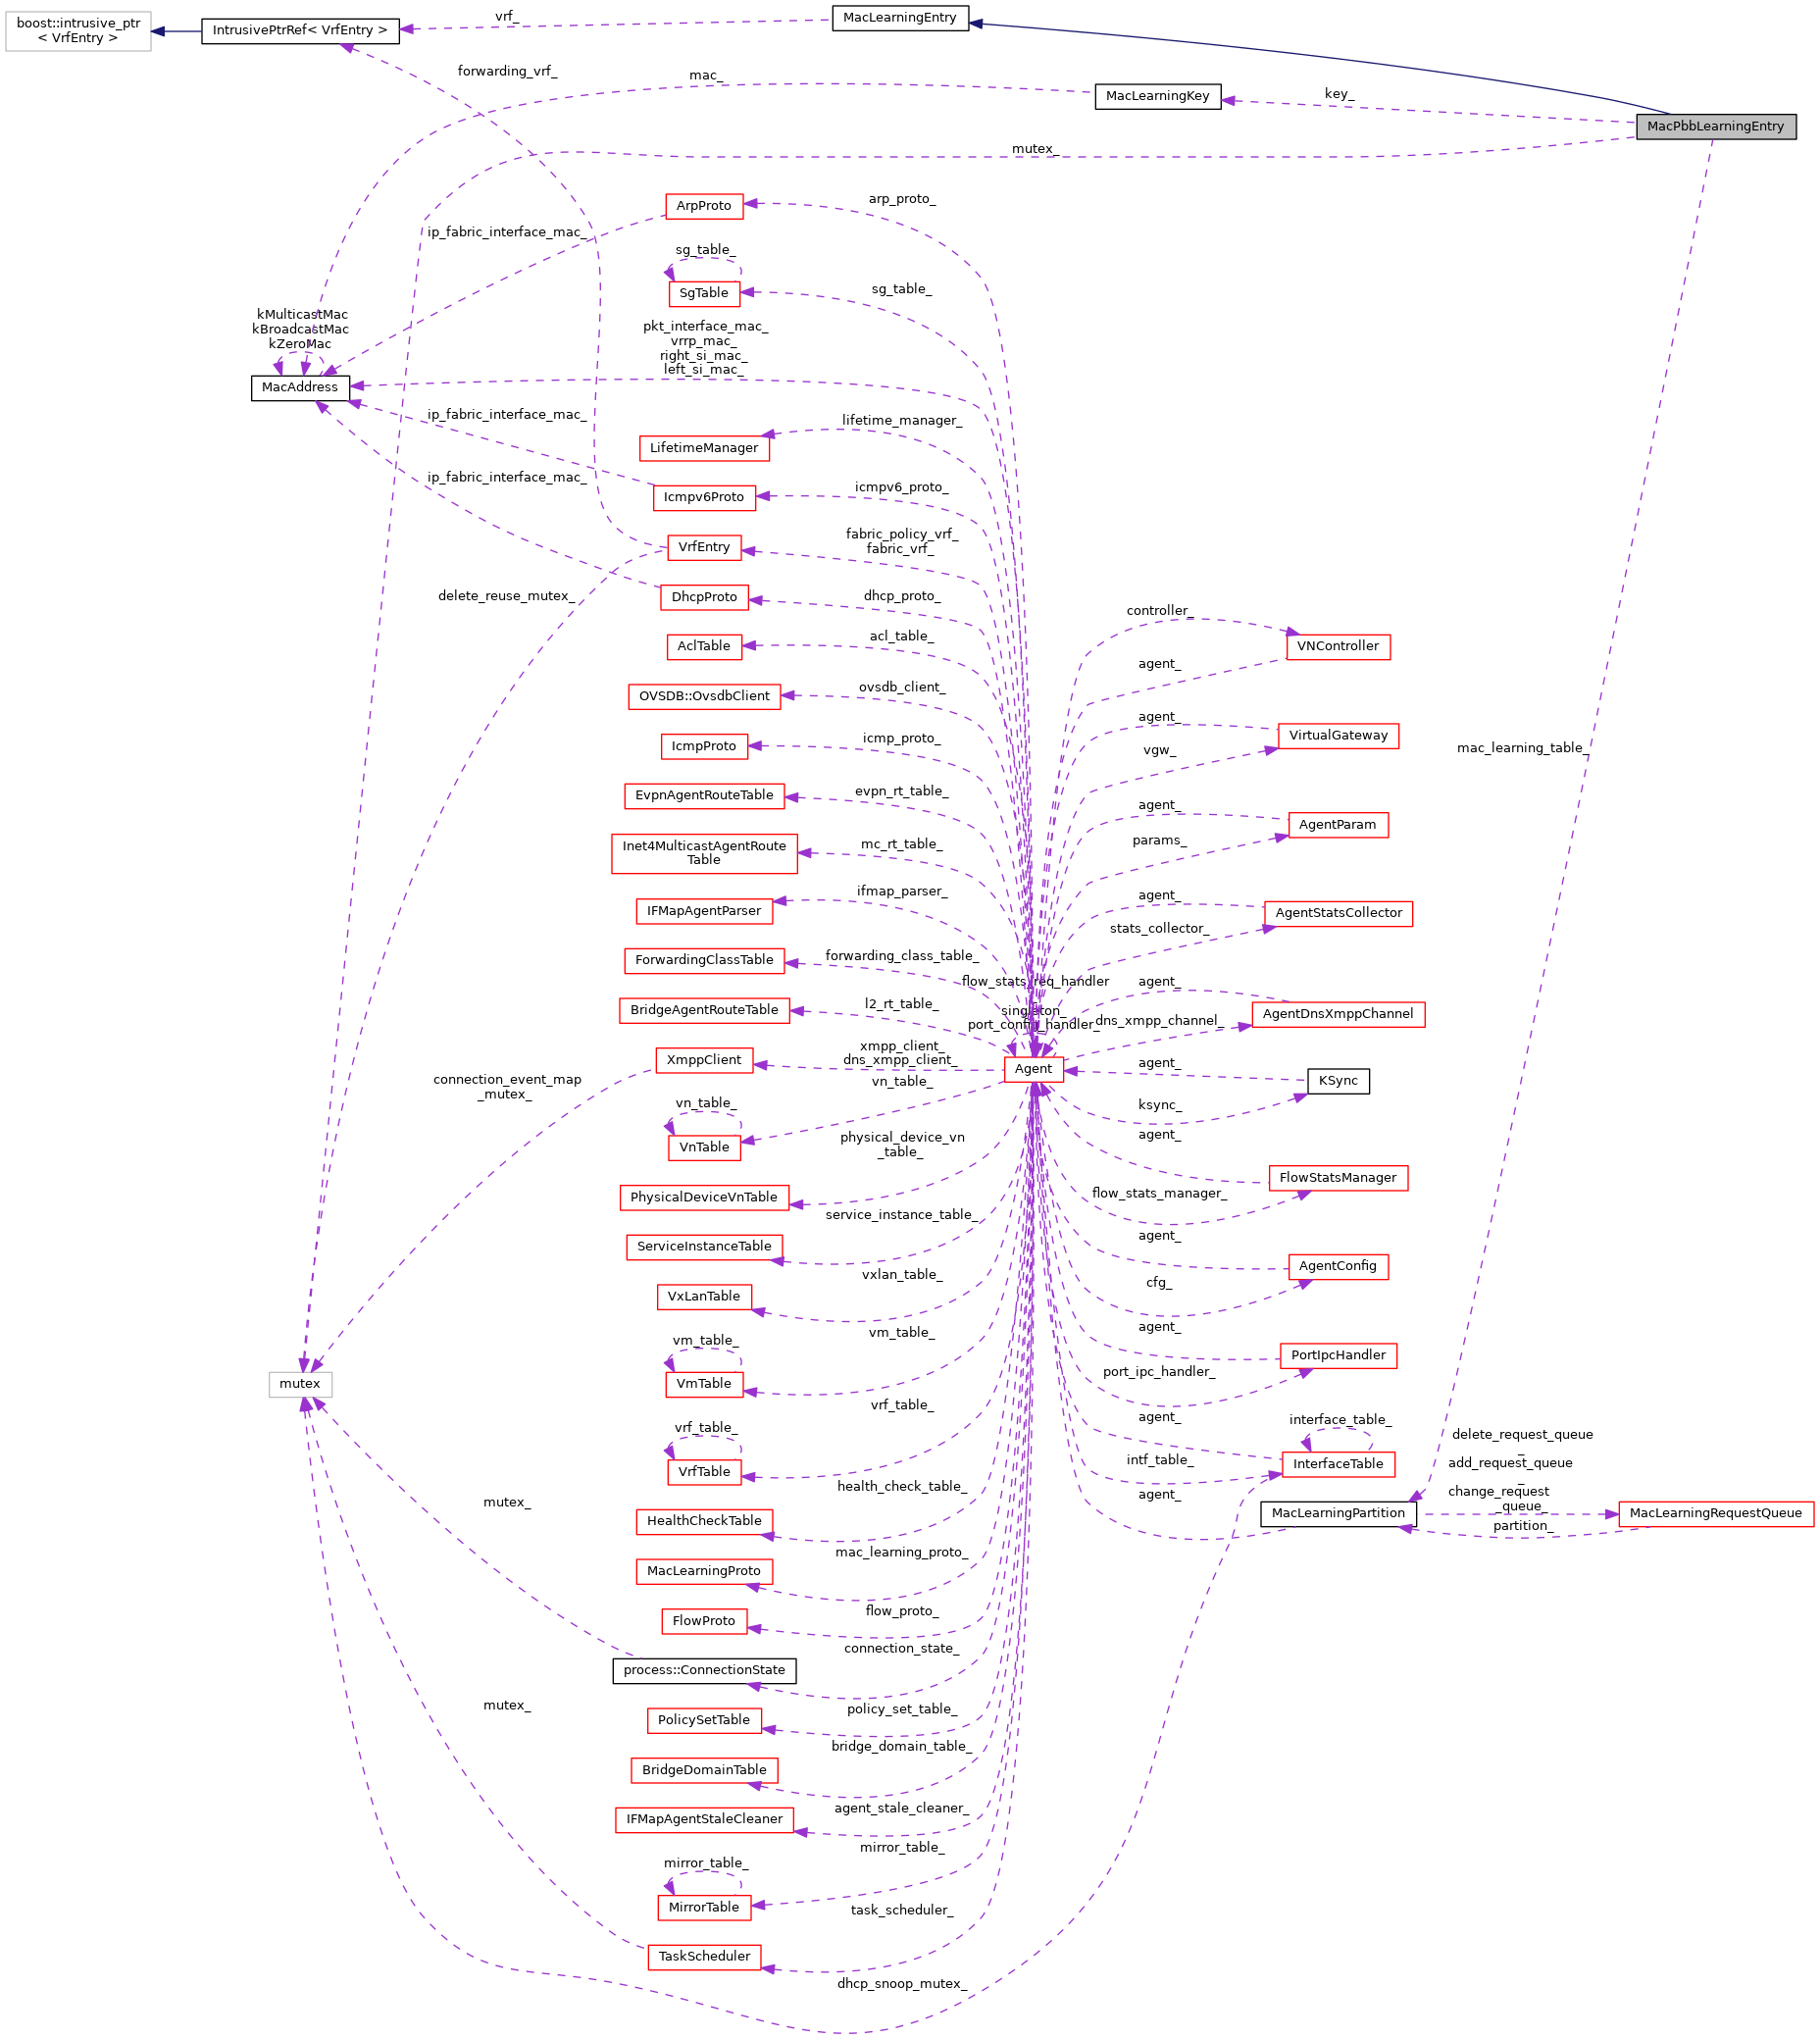 boost::intrusive_ptr
< VrfEntry >
IntrusivePtrRef< VrfEntry >
vrf_
MacLearningEntry
forwarding_vrf_
mac_
MacLearningKey
key_
MacPbbLearningEntry
mutex_
ArpProto
arp_proto_
ip_fabric_interface_mac_
sg_table_
SgTable
sg_table_
kMulticastMac
kBroadcastMac
kZeroMac
pkt_interface_mac_
vrrp_mac_
right_si_mac_
left_si_mac_
MacAddress
ip_fabric_interface_mac_
lifetime_manager_
LifetimeManager
ip_fabric_interface_mac_
icmpv6_proto_
Icmpv6Proto
fabric_policy_vrf_
fabric_vrf_
VrfEntry
delete_reuse_mutex_
DhcpProto
dhcp_proto_
controller_
AclTable
acl_table_
VNController
agent_
OVSDB::OvsdbClient
ovsdb_client_
agent_
IcmpProto
icmp_proto_
VirtualGateway
vgw_
mac_learning_table_
EvpnAgentRouteTable
evpn_rt_table_
agent_
AgentParam
params_
Inet4MulticastAgentRoute
Table
mc_rt_table_
IFMapAgentParser
ifmap_parser_
agent_
AgentStatsCollector
stats_collector_
ForwardingClassTable
forwarding_class_table_
flow_stats_req_handler
singleton_
port_config_handler_
agent_
AgentDnsXmppChannel
dns_xmpp_channel_
BridgeAgentRouteTable
l2_rt_table_
XmppClient
xmpp_client_
dns_xmpp_client_
Agent
agent_
KSync
ksync_
connection_event_map
_mutex_
vn_table_
vn_table_
VnTable
agent_
physical_device_vn
_table_
FlowStatsManager
flow_stats_manager_
PhysicalDeviceVnTable
service_instance_table_
ServiceInstanceTable
agent_
AgentConfig
cfg_
vxlan_table_
VxLanTable
vm_table_
vm_table_
VmTable
agent_
PortIpcHandler
port_ipc_handler_
mutex
vrf_table_
vrf_table_
VrfTable
agent_
interface_table_
InterfaceTable
intf_table_
delete_request_queue
_
add_request_queue
_
change_request
_queue_
mutex_
health_check_table_
HealthCheckTable
agent_
MacLearningPartition
partition_
MacLearningRequestQueue
mac_learning_proto_
MacLearningProto
flow_proto_
FlowProto
connection_state_
process::ConnectionState
mutex_
policy_set_table_
PolicySetTable
bridge_domain_table_
BridgeDomainTable
agent_stale_cleaner_
IFMapAgentStaleCleaner
mirror_table_
mirror_table_
MirrorTable
task_scheduler_
TaskScheduler
dhcp_snoop_mutex_